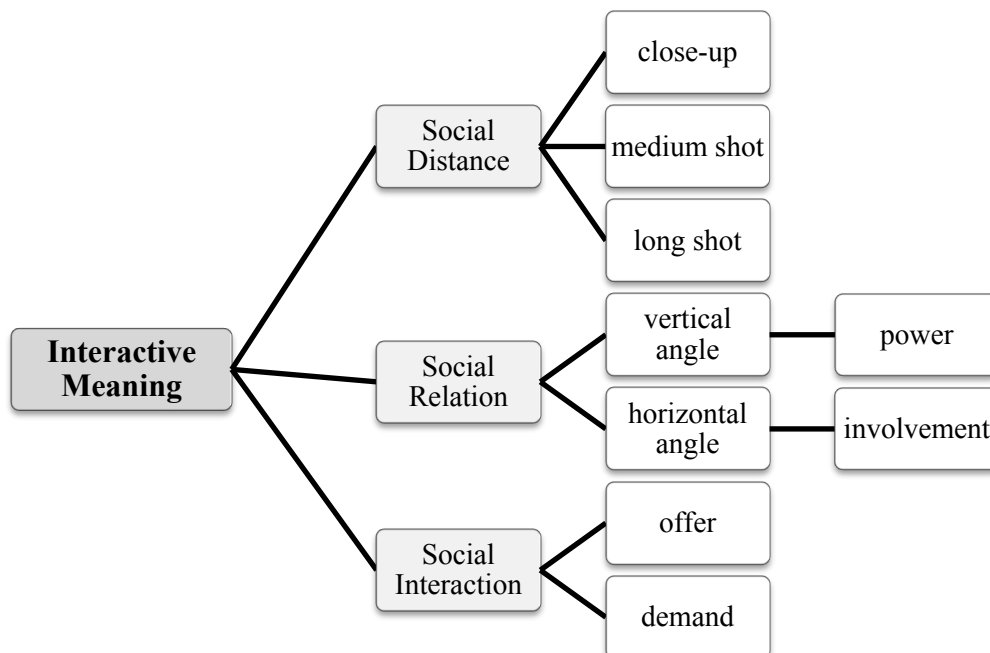 close-up
Social
Distance
medium shot
long shot
Interactive
Meaning
Social
Relation
vertical
angle
power
horizontal
angle
involvement
Social
Interaction
offer
demand